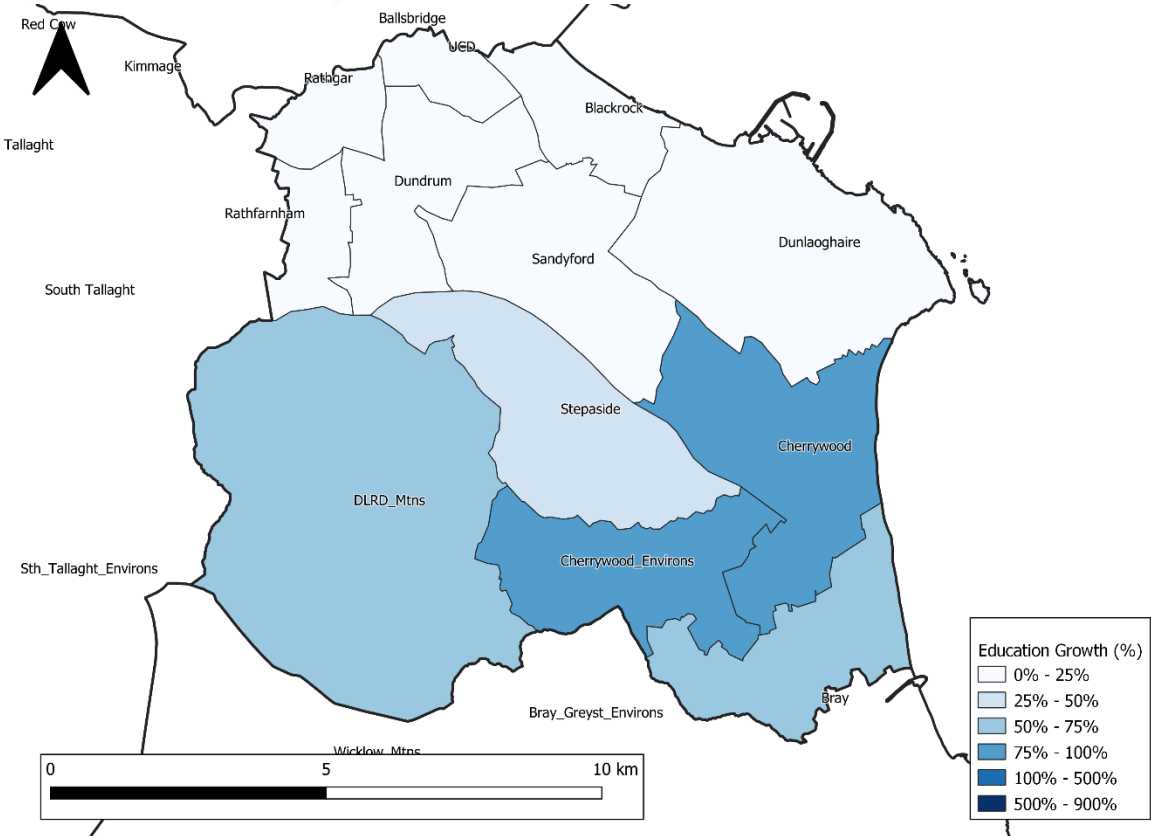 Ballsbridge
Red Cow
UCD
Kimmage
Rathgar
Blackrock
Tallaght
Dundrum
Rathfarnham
Dunlaoghaire
Sandyford
South Tallaght
Stepaside
Cherrywood
DLRD_Mtns
Cherrywood_Environs
Sth_Tallaght_Environs
Bray
Bray_Greyst_Environs
Wicklow_Mtns
0 5 10 km
Education Growth (%)
0% - 25%
25% - 50%
50% - 75%
75% - 100%
100% - 500%
500% - 900%